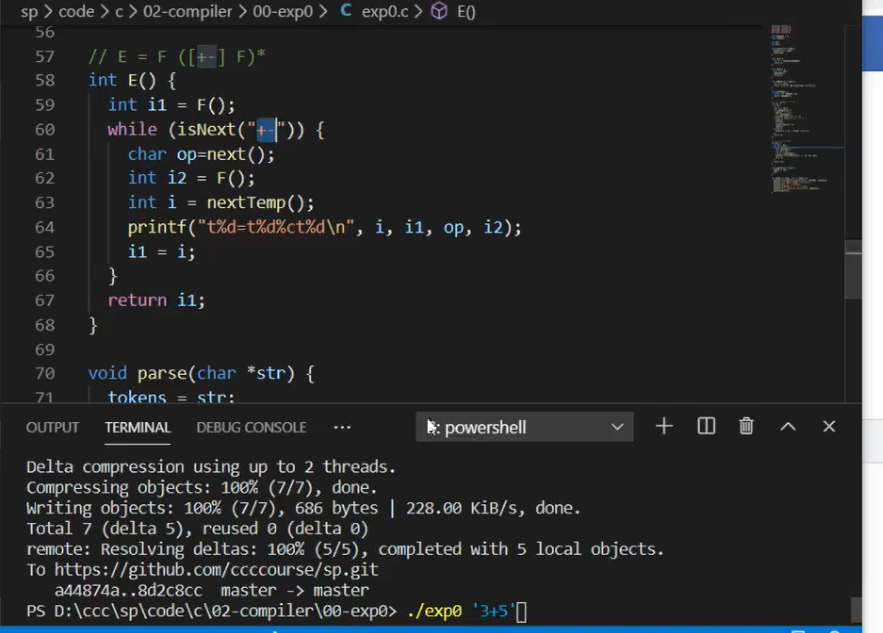 sp > code > c > 02-compiler > 00-exp0 > C exp0.c > E()
56
57 // E = F ([+-] F)*
58 int E() {
59 int i1 = F();
60 while (isNext("+-")) {
61 char op=next();
62 int i2 = F();
63 int i = nextTemp();
64 printf("t%d=t%d%ct%d\n", i, i1, op, i2);
65 i1 = i;
66 }
67 return i1;
68 }
69
70 void parse(char *str) {
71 tokens = str;
OUTPUT TERMINAL DEBUG CONSOLE ··· powershell
Delta compression using up to 2 threads.
Compressing objects: 100% (7/7), done.
Writing objects: 100% (7/7), 686 bytes | 228.00 KiB/s, done.
Total 7 (delta 5), reused 0 (delta 0)
remote: Resolving deltas: 100% (5/5), completed with 5 local objects.
To https://github.com/ccccourse/sp.git
a44874a..8d2c8cc master -> master
PS D:\ccc\sp\code\c\02-compiler\00-exp0> ./exp0 '3+5'